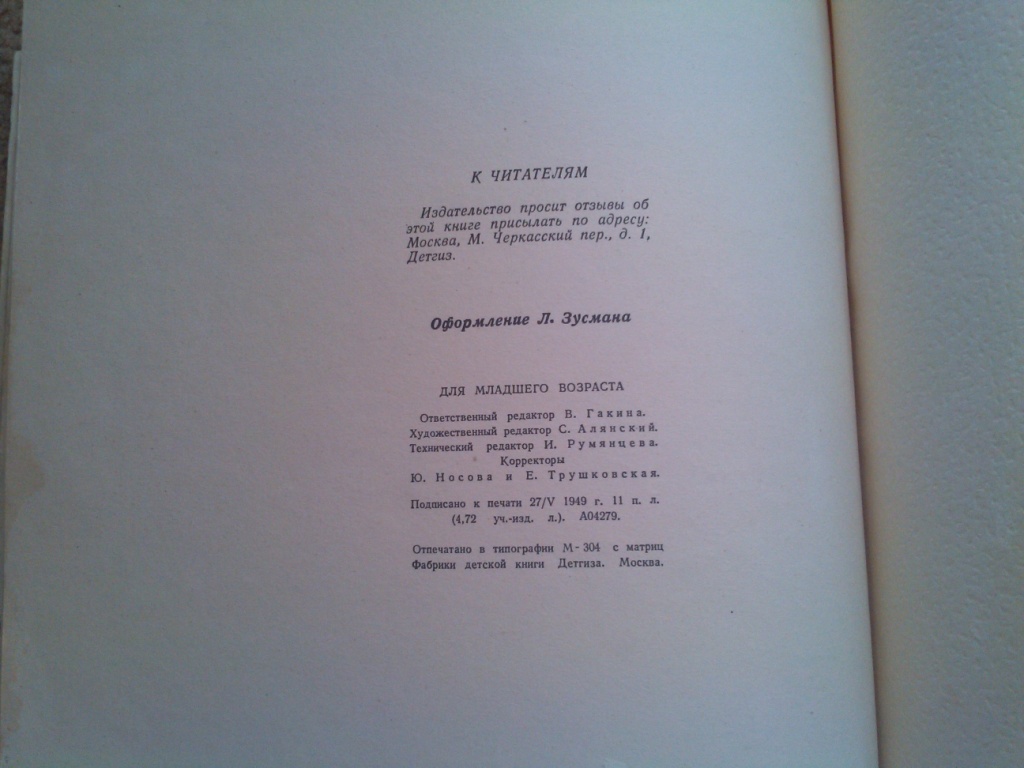 К ЧИТАТЕЛЯМ
Издательство просит отзывы об
этой книге присылать по адресу:
Москва, М. Черкасский пер., д. 1,
Детгиз.
Оформление Л. Зусмана
ДЛЯ МЛАДШЕГО ВОЗРАСТА
Ответственный редактор В. Гакина.
Художественный редактор С. Алянский.
Технический редактор И. Румянцева.
Корректоры
Ю. Носова и Е. Трушковская.
Подписано к печати 27/V 1949 г. 11 п. л.
(4,72 уч.-изд. л.). А04279.
Отпечатано в типографии М-304 с матриц
Фабрики детской книги Детгиза. Москва.